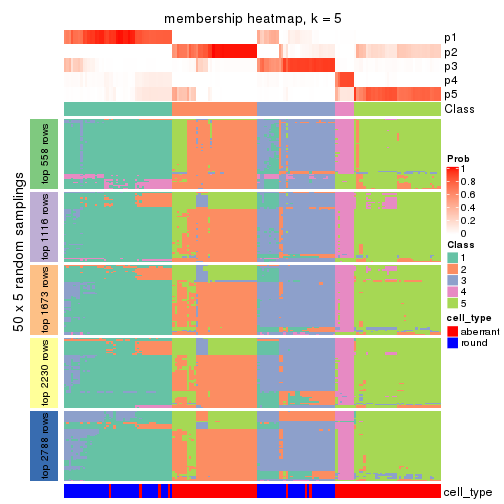 membership heatmap, k = 5
p1
p2
p3
p4
p5
Class
50 x 5 random samplings
top 558 rows
top 1116 rows
top 1673 rows
top 2230 rows
top 2788 rows
cell_type
Prob
1
0.8
0.6
0.4
0.2
0
Class
1
2
3
4
5
cell_type
aberrant
round